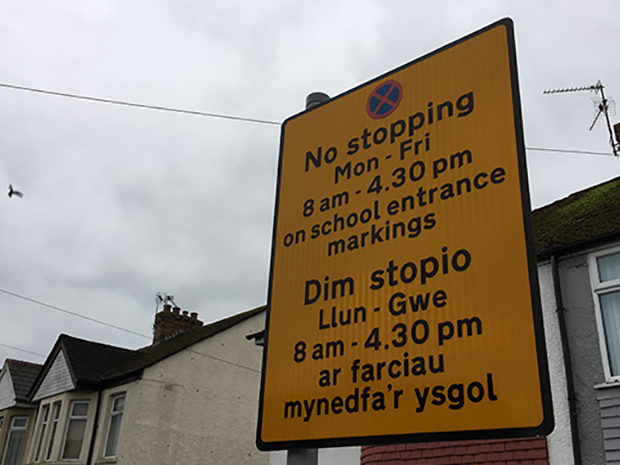 No stopping
Mon - Fri
8 am - 4.30 pm
on school entrance
markings
Dim stopio
Llun - Gwe
8 am - 4.30 pm
ar farciau
mynedfa'r ysgol